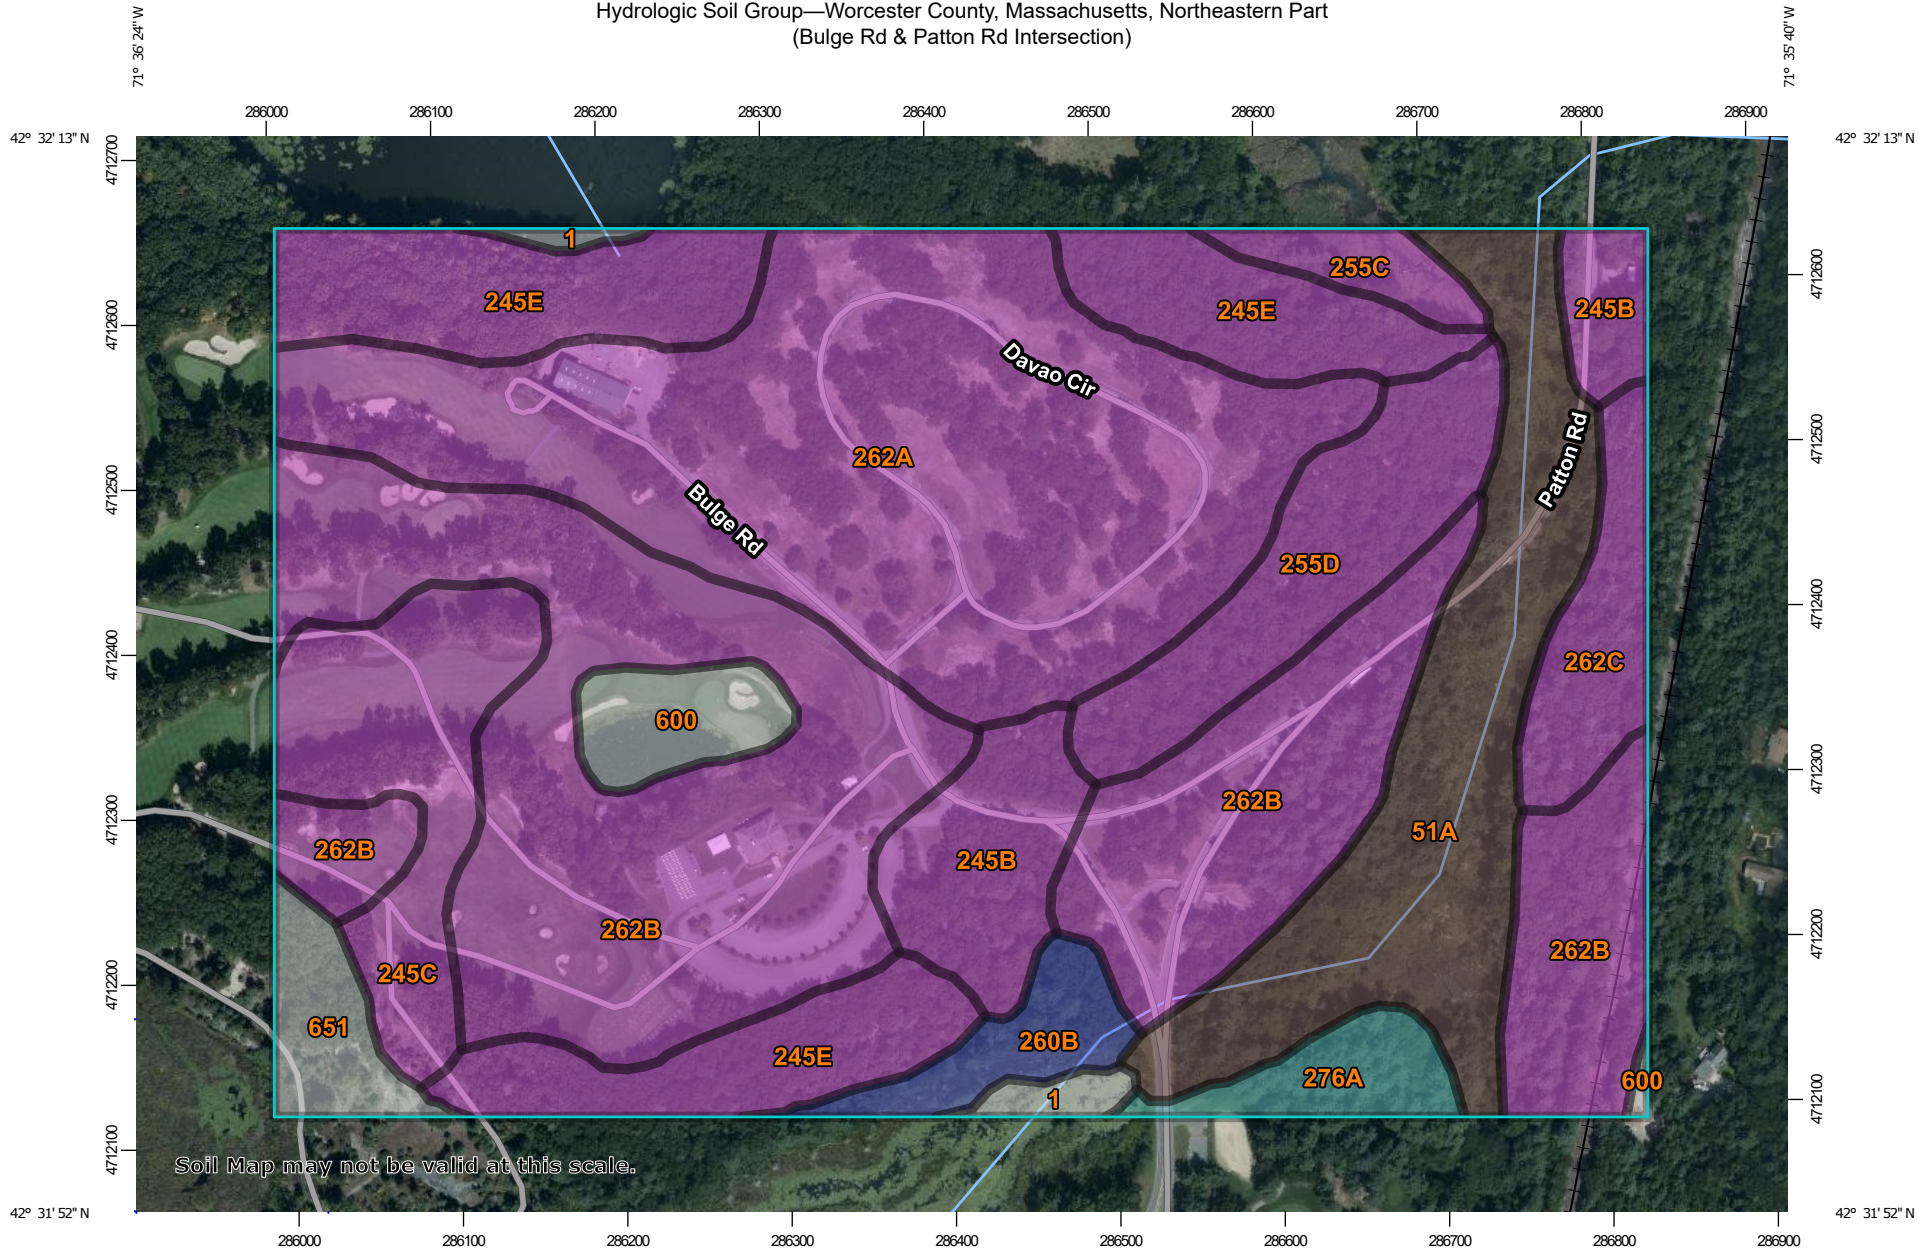 Hydrologic Soil Group—Worcester County, Massachusetts, Northeastern Part
(Bulge Rd & Patton Rd Intersection)
71° 36' 24" W
71° 35' 40" W
286000 286100 286200 286300 286400 286500 286600 286700 286800 286900
42° 32' 13" N
42° 32' 13" N
4712700
4712600
4712500
4712400
4712300
4712200
4712100
4712600
4712500
4712400
4712300
4712200
4712100
1
255C
245E
245E
245B
Davao Cir
262A
Patton Rd
Bulge Rd
255D
262C
600
262B
51A
262B
245B
262B
262B
245C
651
260B
245E
276A
600
1
Soil Map may not be valid at this scale.
42° 31' 52" N
42° 31' 52" N
286000 286100 286200 286300 286400 286500 286600 286700 286800 286900